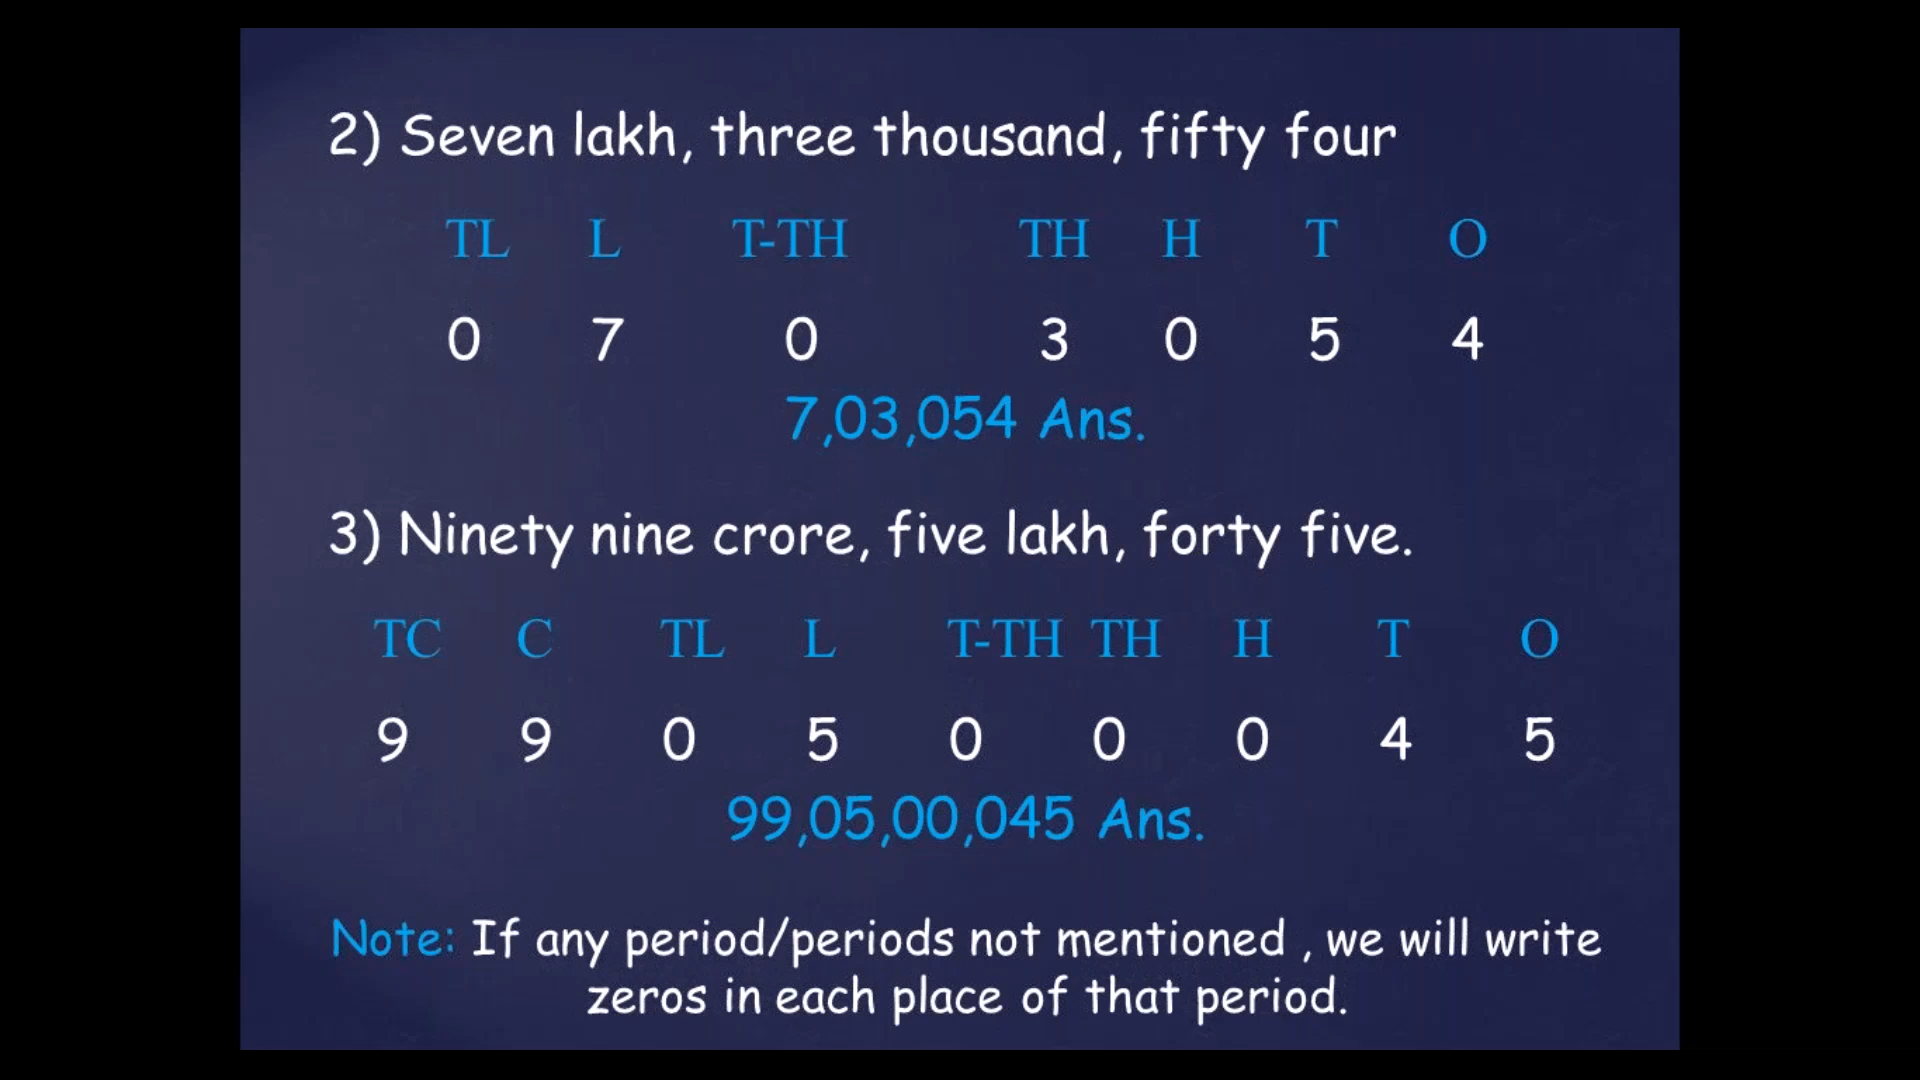 2) Seven lakh, three thousand, fifty four
TL L T-TH TH H T O
0 7 0 3 0 5 4
7,03,054 Ans.
3) Ninety nine crore, five lakh, forty five.
TC C TL L T-TH TH H T O
9 9 0 5 0 0 0 4 5
99,05,00,045 Ans.
Note: If any period/periods not mentioned , we will write
zeros in each place of that period.